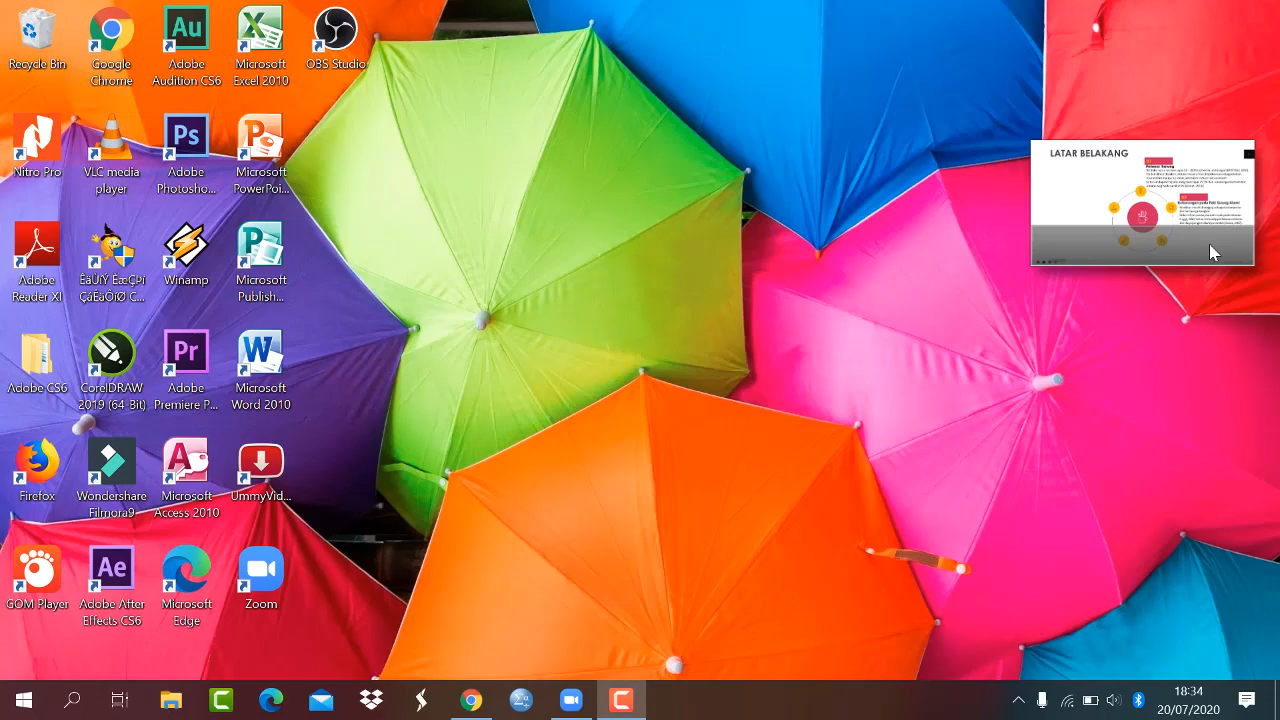 Recycle Bin
Google
Chrome
Adobe
Audition CS6
Microsoft
Excel 2010
OBS Studio
Nitro Pro
VLC media
player
Adobe
Photosho...
Microsoft
PowerPoi...
Adobe
Reader XI
Winamp
Microsoft
Publish...
Adobe CS6
CorelDRAW
2019 (64-Bit)
Adobe
Premiere P...
Microsoft
Word 2010
Firefox
Wondershare
Filmora9
Microsoft
Access 2010
UmmyVid...
GOM Player
Adobe After
Effects CS6
Microsoft
Edge
Zoom
LATAR BELAKANG
18:34
20/07/2020